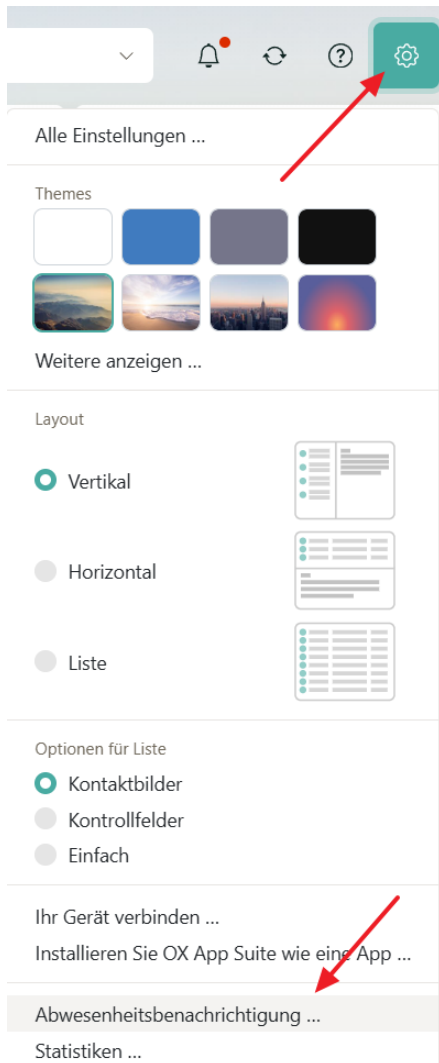 Alle Einstellungen ...
Themes
Weitere anzeigen ...
Layout
Vertikal
Horizontal
Liste
Optionen für Liste
Kontaktbilder
Kontrollfelder
Einfach
Ihr Gerät verbinden ...
Installieren Sie OX App Suite wie eine App ...
Abwesenheitsbenachrichtigung ...
Statistiken ...